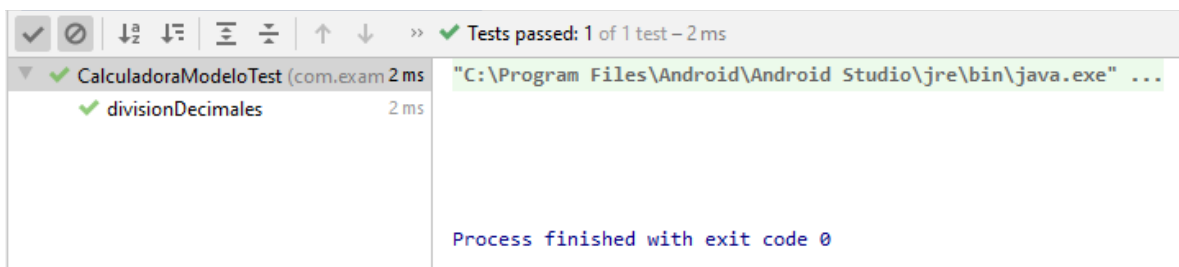 » Tests passed: 1 of 1 test – 2 ms
CalculadoraModeloTest (com.exam 2 ms
divisionDecimales 2 ms
"C:\Program Files\Android\Android Studio\jre\bin\java.exe" ...
Process finished with exit code 0